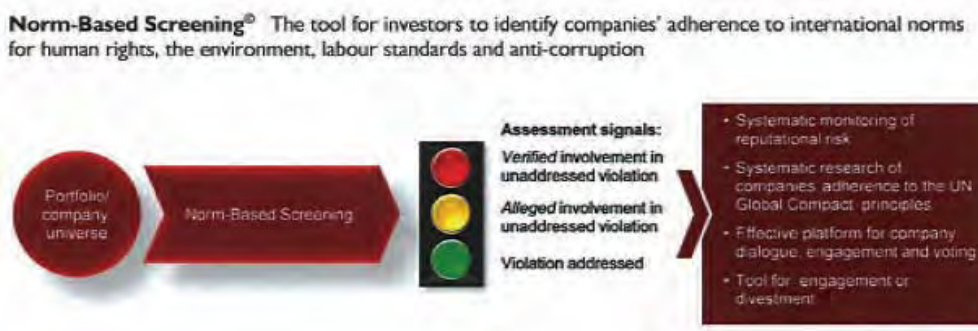 Norm-Based Screening® The tool for investors to identify companies' adherence to international norms
for human rights, the environment, labour standards and anti-corruption
Portfolio/
company
universe
Norm-Based Screening
Assessment signals:
Verified involvement in
unaddressed violation
Alleged involvement in
unaddressed violation
Violation addressed
• Systematic monitoring of
reputational risk
• Systematic research of
companies adherence to the UN
Global Compact principles
• Effective platform for company
dialogue, engagement and voting
• Tool for engagement or
divestment